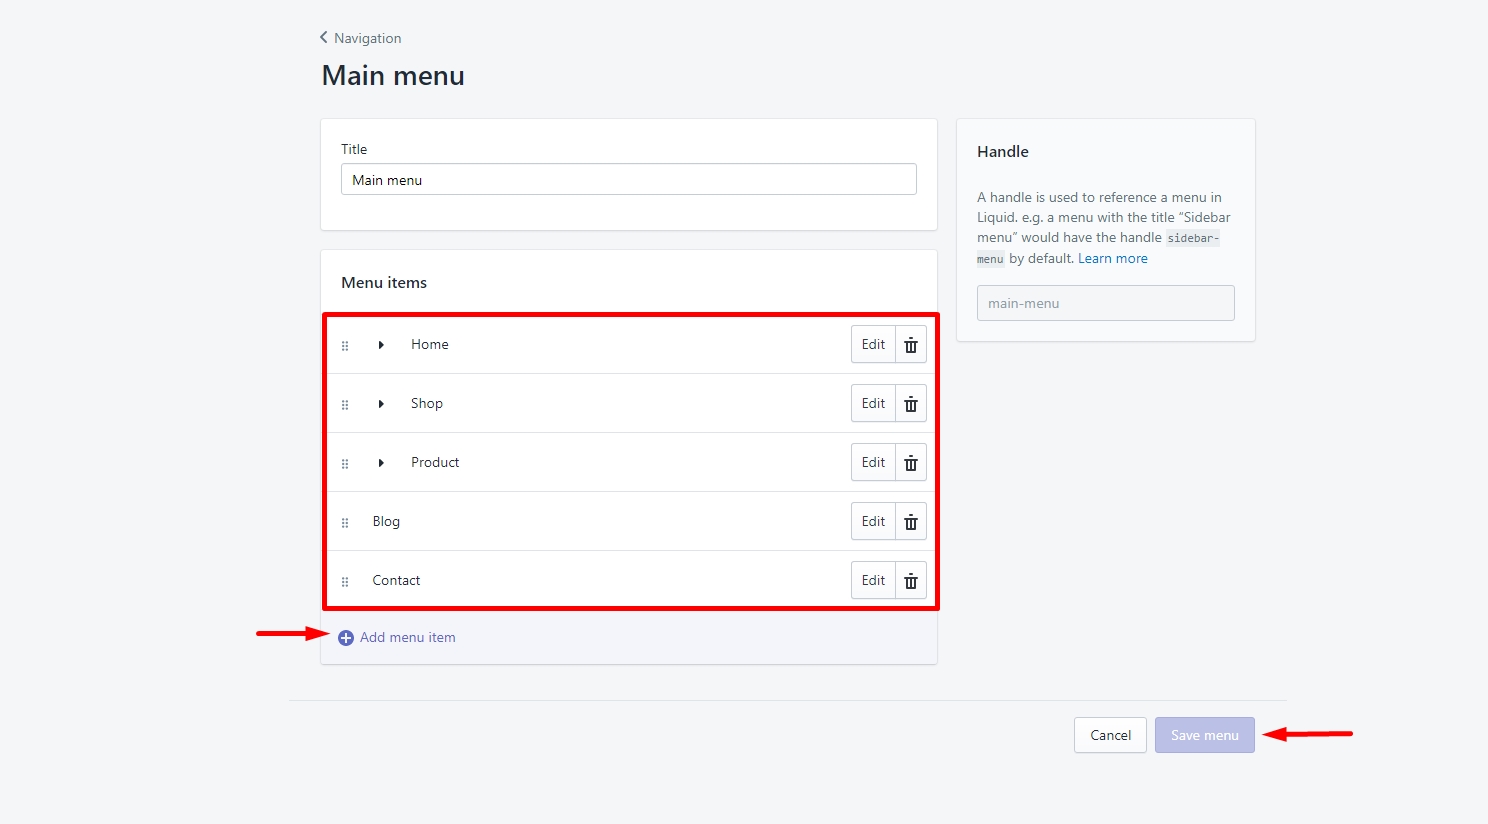 Navigation
Main menu
Title
Main menu
Menu items
Home
Edit
Shop
Edit
Product
Edit
Blog
Edit
Contact
Edit
Add menu item
Handle
A handle is used to reference a menu in
Liquid. e.g. a menu with the title “Sidebar
menu” would have the handle sidebar-
menu by default. Learn more
main-menu
Cancel
Save menu